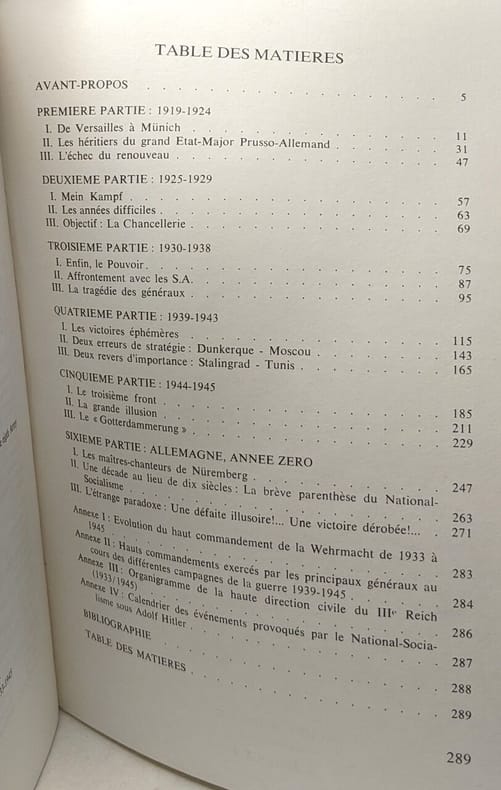 TABLE DES MATIERES
AVANT-PROPOS . . . . . . . . . . . . . . . . . . 5
PREMIERE PARTIE : 1919-1924
I. De Versailles à Münich . . . . . . . . . . . . . . 11
II. Les héritiers du grand Etat-Major Prusso-Allemand . . . . . 31
III. L'échec du renouveau . . . . . . . . . . . . . . 47
DEUXIEME PARTIE : 1925-1929
I. Mein Kampf . . . . . . . . . . . . . . . . . 57
II. Les années difficiles . . . . . . . . . . . . . . . 63
III. Objectif : La Chancellerie . . . . . . . . . . . . . 69
TROISIEME PARTIE : 1930-1938
I. Enfin, le Pouvoir . . . . . . . . . . . . . . . . 75
II. Affrontement avec les S.A. . . . . . . . . . . . . . 87
III. La tragédie des généraux . . . . . . . . . . . . . 95
QUATRIEME PARTIE : 1939-1943
I. Les victoires éphémères . . . . . . . . . . . . . . 115
II. Deux erreurs de stratégie : Dunkerque - Moscou . . . . . . 143
III. Deux revers d'importance : Stalingrad - Tunis . . . . . . . 165
CINQUIEME PARTIE : 1944-1945
I. Le troisième front . . . . . . . . . . . . . . . . 185
II. La grande illusion . . . . . . . . . . . . . . . . 211
III. Le « Gotterdammerung » . . . . . . . . . . . . . . 229
SIXIEME PARTIE : ALLEMAGNE, ANNEE ZERO
I. Les maîtres-chanteurs de Nüremberg . . . . . . . . . . 247
II. Une décade au lieu de dix siècles : La brève parenthèse du National-
Socialisme . . . . . . . . . . . . . . . . . . 263
III. L'étrange paradoxe : Une défaite illusoire!... Une victoire dérobée!... . 271
Annexe I : Evolution du haut commandement de la Wehrmacht de 1933 à
1945 . . . . . . . . . . . . . . . . . . . . 283
Annexe II : Hauts commandements exercés par les principaux généraux au
cours des différentes campagnes de la guerre 1939-1945 . . . . . 284
Annexe III : Organigramme de la haute direction civile du IIIe Reich
(1933/1945) . . . . . . . . . . . . . . . . . . 286
Annexe IV : Calendrier des événements provoqués par le National-Socia-
lisme sous Adolf Hitler . . . . . . . . . . . . . . . 287
BIBLIOGRAPHIE . . . . . . . . . . . . . . . . . 288
TABLE DES MATIERES . . . . . . . . . . . . . . . 289
289